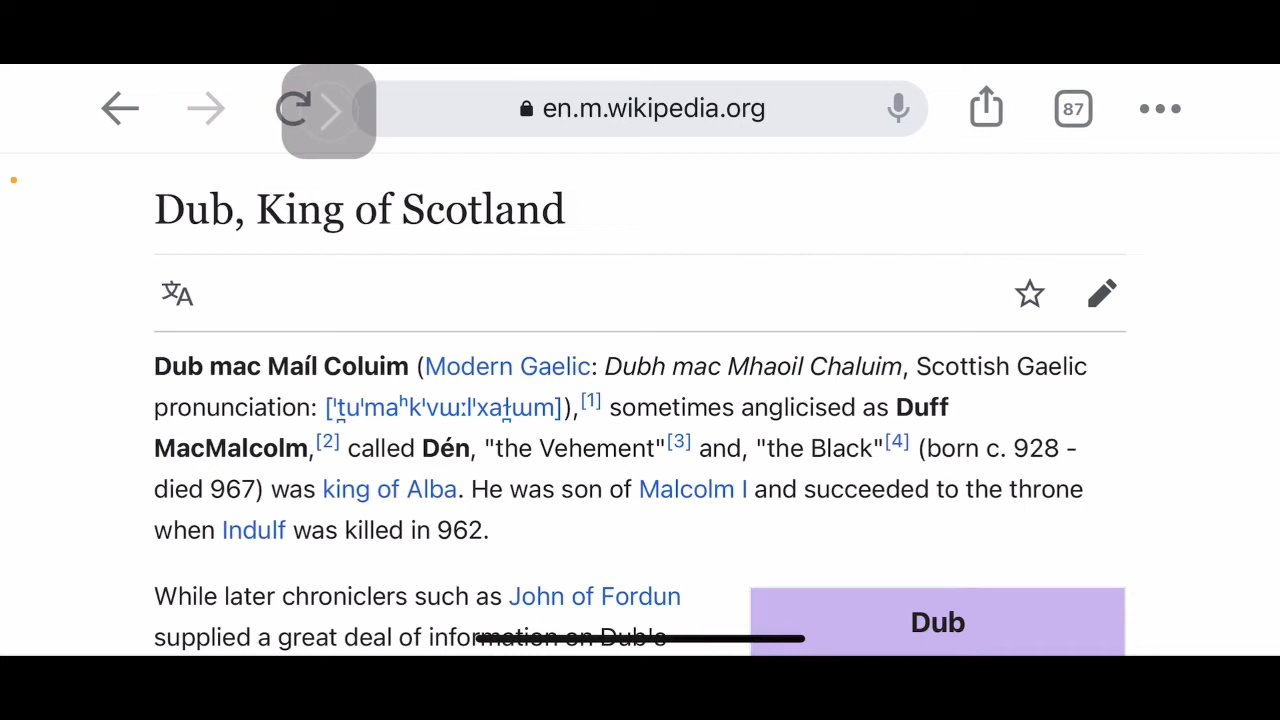 en.m.wikipedia.org
87
Dub, King of Scotland
文A
Dub mac Maíl Coluim (Modern Gaelic: Dubh mac Mhaoil Chaluim, Scottish Gaelic
pronunciation: [ˈt̪uˈmaʰkˈvɯːlˈxaɫ̪ɯm]),[1] sometimes anglicised as Duff
MacMalcolm,[2] called Dén, "the Vehement"[3] and, "the Black"[4] (born c. 928 -
died 967) was king of Alba. He was son of Malcolm I and succeeded to the throne
when Indulf was killed in 962.
While later chroniclers such as John of Fordun
supplied a great deal of information on Dub's
Dub